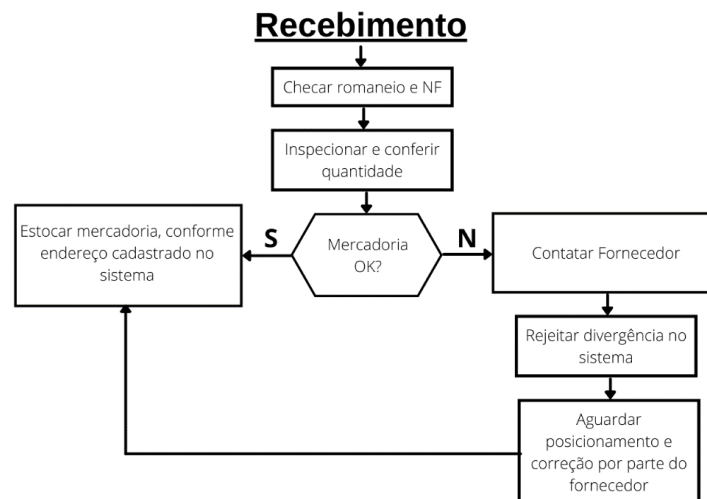 Recebimento
Checar romaneio e NF
Inspecionar e conferir
quantidade
Mercadoria
OK?
S
N
Estocar mercadoria, conforme
endereço cadastrado no
sistema
Contatar Fornecedor
Rejeitar divergência no
sistema
Aguardar
posicionamento e
correção por parte do
fornecedor